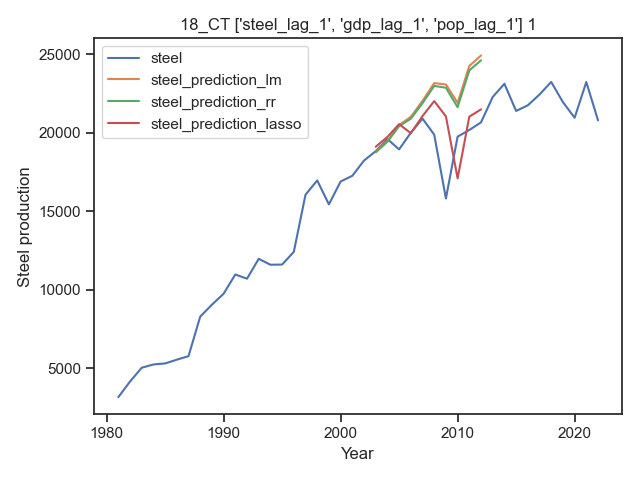 18_CT ['steel_lag_1', 'gdp_lag_1', 'pop_lag_1'] 1
steel
steel_prediction_lm
steel_prediction_rr
steel_prediction_lasso
Steel production
25000
20000
15000
10000
5000
1980 1990 2000 2010 2020
Year